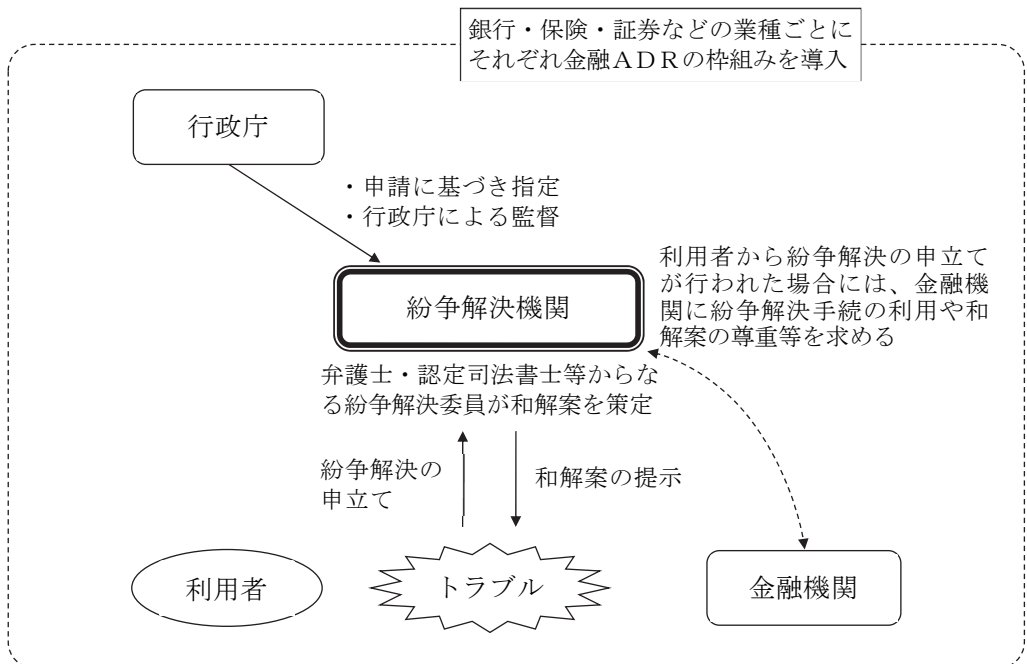 銀行・保険・証券などの業種ごとに
それぞれ金融ADRの枠組みを導入
行政庁
・申請に基づき指定
・行政庁による監督
紛争解決機関
利用者から紛争解決の申立て
が行われた場合には、金融機
関に紛争解決手続の利用や和
解案の尊重等を求める
弁護士・認定司法書士等からな
る紛争解決委員が和解案を策定
紛争解決の
申立て
和解案の提示
利用者
トラブル
金融機関